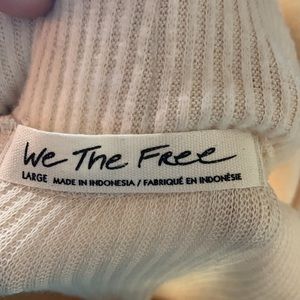 We The Free
LARGE MADE IN INDONESIA / FABRIQUÉ EN INDONÉSIE